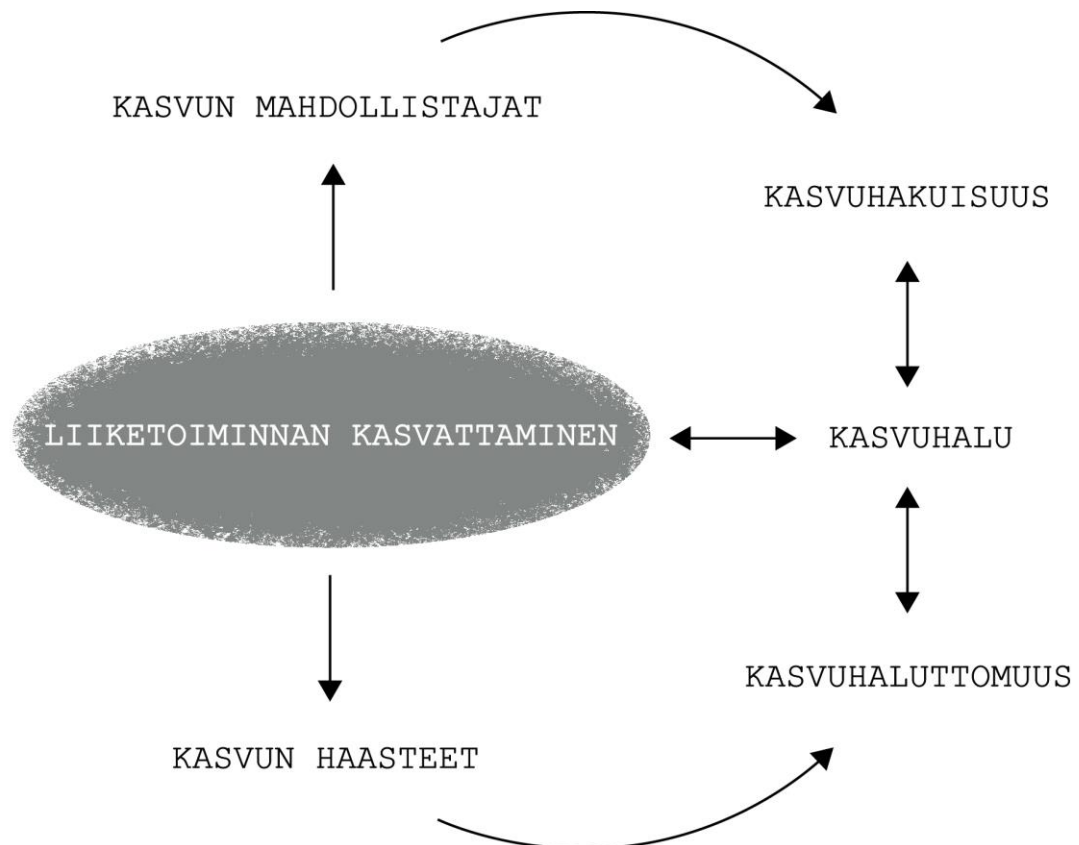 KASVUN MAHDOLLISTAJAT
KASVUHAKUISUUS
LIIKETOIMINNAN KASVATTAMINEN
KASVUHALU
KASVUHALUTTOMUUS
KASVUN HAASTEET